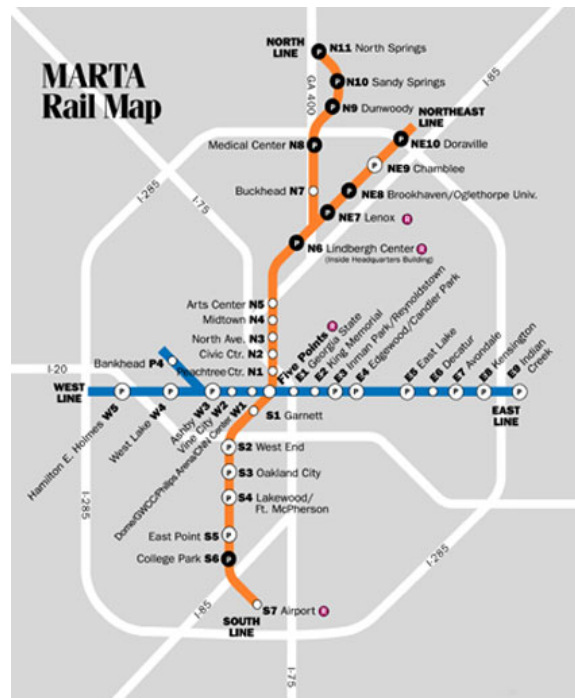 MARTA
Rail Map
NORTH
LINE
N11 North Springs
GA 400
N10 Sandy Springs
I-85
N9 Dunwoody
NORTHEAST
LINE
Medical Center N8
NE10 Doraville
NE9 Chamblee
I-285
I-75
Buckhead N7
NE8 Brookhaven/Oglethorpe Univ.
NE7 Lenox R
N6 Lindbergh Center R
(Inside Headquarters Building)
Arts Center N5
Midtown N4
North Ave. N3
Civic Ctr. N2
Peachtree Ctr. N1
Five Points R
E1 Georgia State
E2 King Memorial
E3 Inman Park/Reynoldstown
E4 Edgewood/Candler Park
E5 East Lake
E6 Decatur
E7 Avondale
E8 Kensington
E9 Indian
Creek
Bankhead P4
I-20
WEST
LINE
EAST
LINE
Hamilton E. Holmes W5
West Lake W4
Ashby W3
Vine City W2
Dome/GWCC/Philips Arena/CNN Center W1
S1 Garnett
S2 West End
S3 Oakland City
S4 Lakewood/
Ft. McPherson
I-285
East Point S5
College Park S6
I-285
I-85
S7 Airport R
SOUTH
LINE
I-75